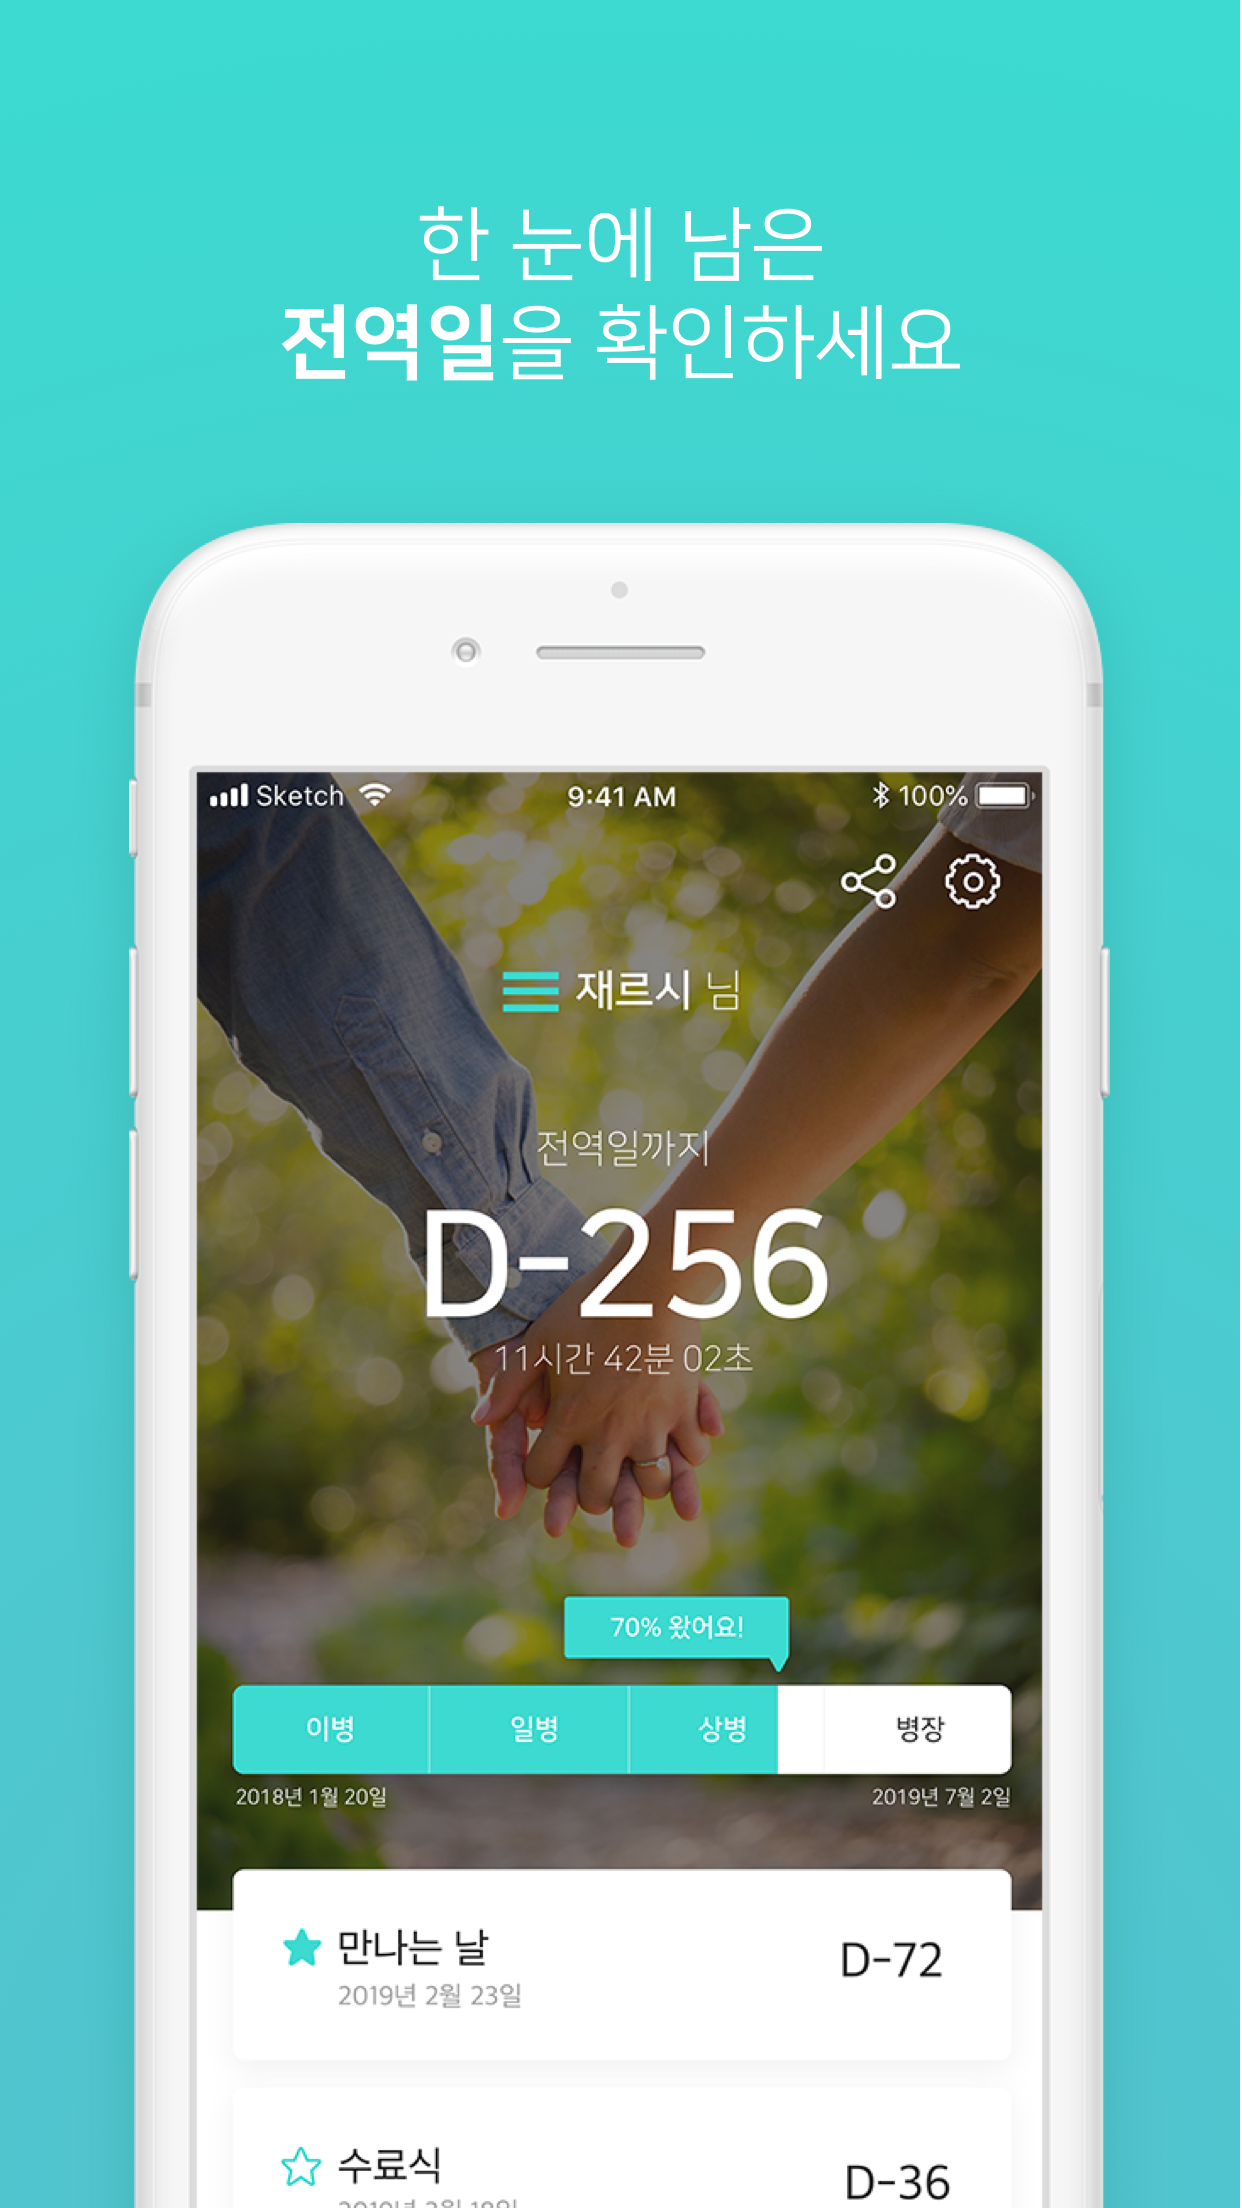 한 눈에 남은
전역일을 확인하세요
Sketch 9:41 AM 100%
재르시 님
전역일까지
D-256
11시간 42분 02초
70% 왔어요!
이병 일병 상병 병장
2018년 1월 20일 2019년 7월 2일
만나는 날 D-72
2019년 2월 23일
수료식 D-36